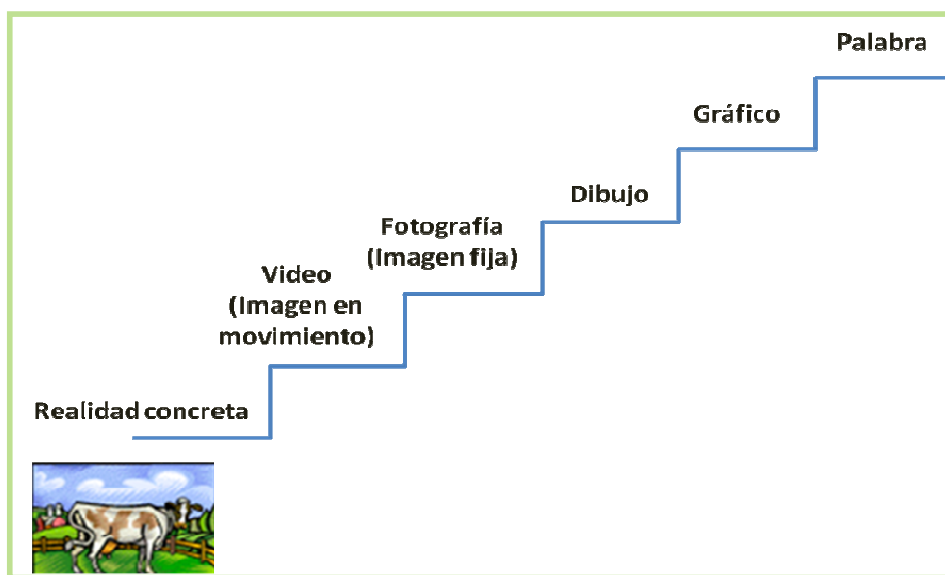 Palabra
Gráfico
Dibujo
Fotografía
(Imagen fija)
Video
(Imagen en
movimiento)
Realidad concreta